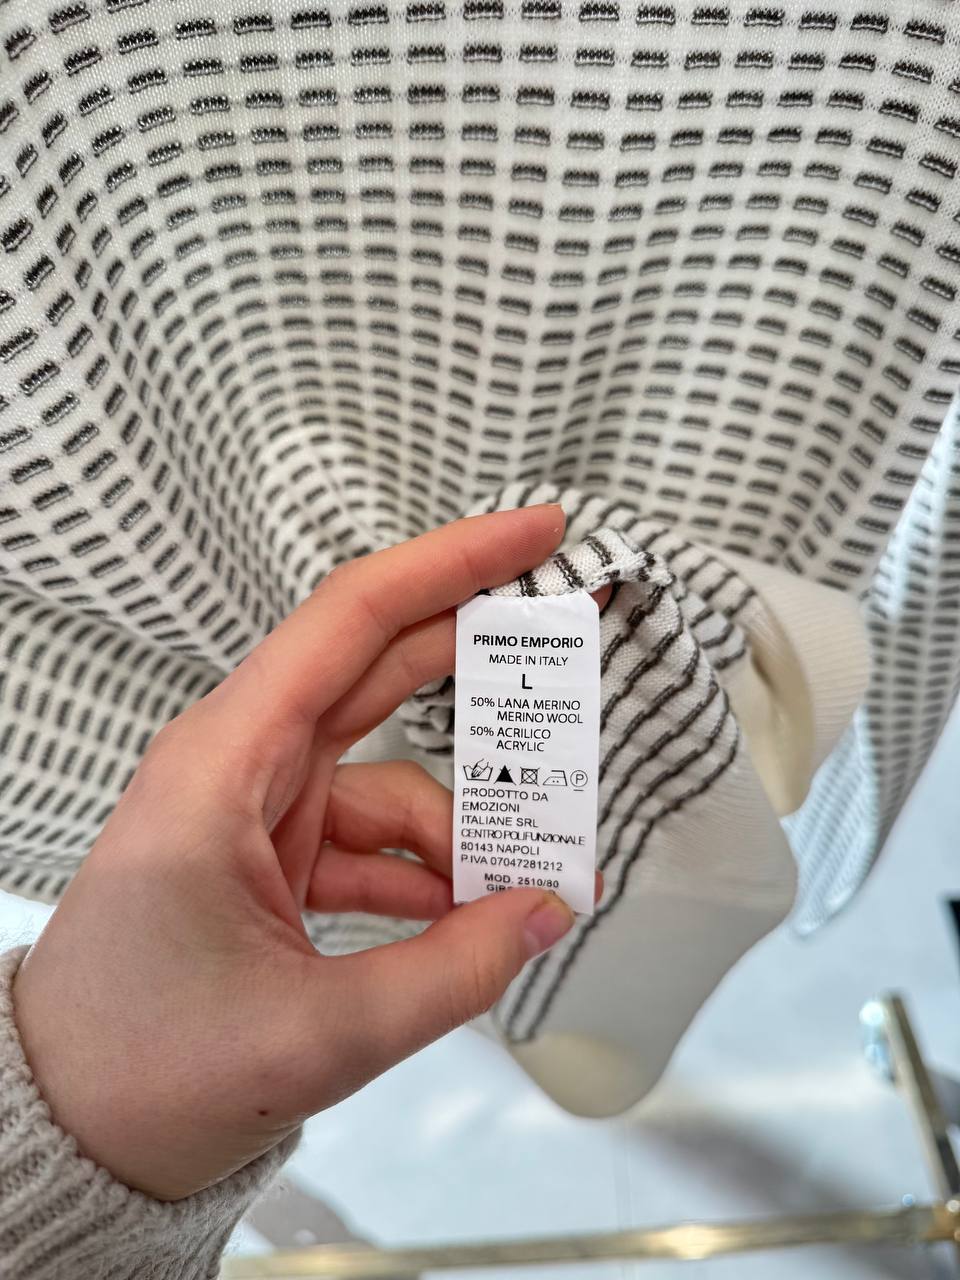 PRIMO EMPORIO
MADE IN ITALY
L
50% LANA MERINO
MERINO WOOL
50% ACRILICO
ACRYLIC
P
PRODOTTO DA
EMOZIONI
ITALIANE SRL
CENTRO POLIFUNZIONALE
80143 NAPOLI
P.IVA 07047281212
MOD. 2510/80